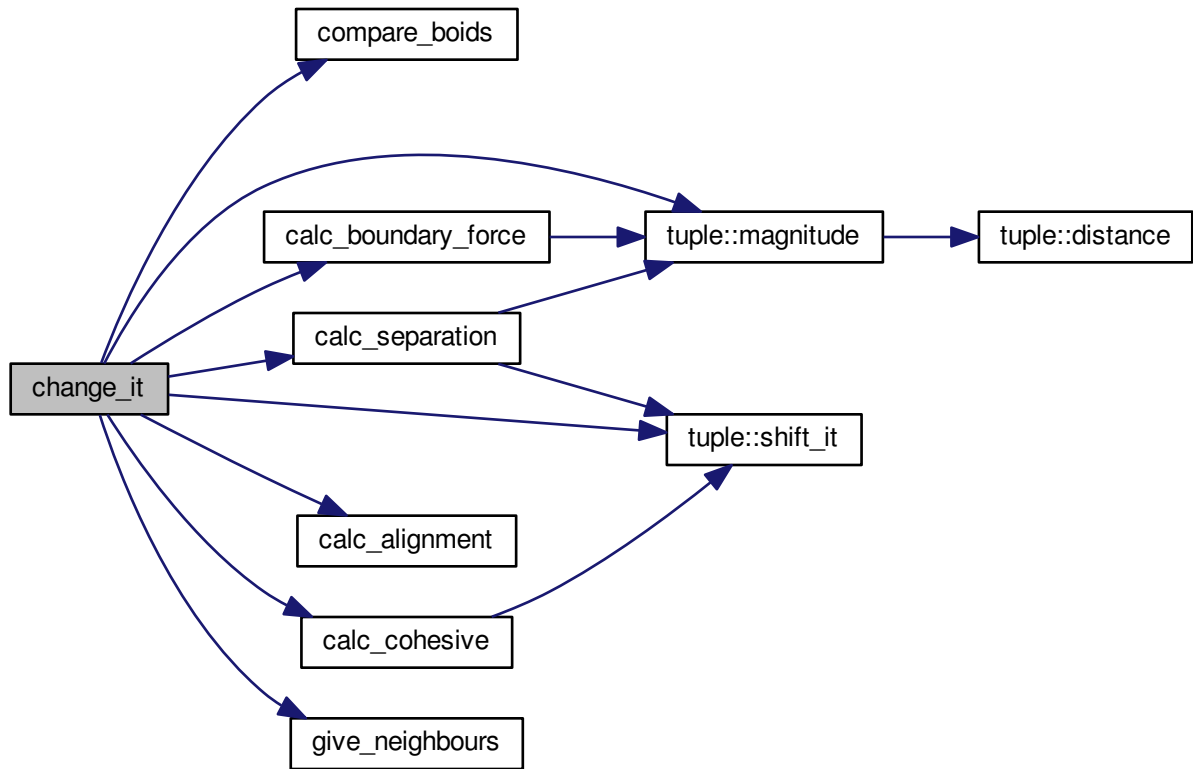 compare_boids
calc_boundary_force
tuple::magnitude
tuple::distance
calc_separation
change_it
tuple::shift_it
calc_alignment
calc_cohesive
give_neighbours